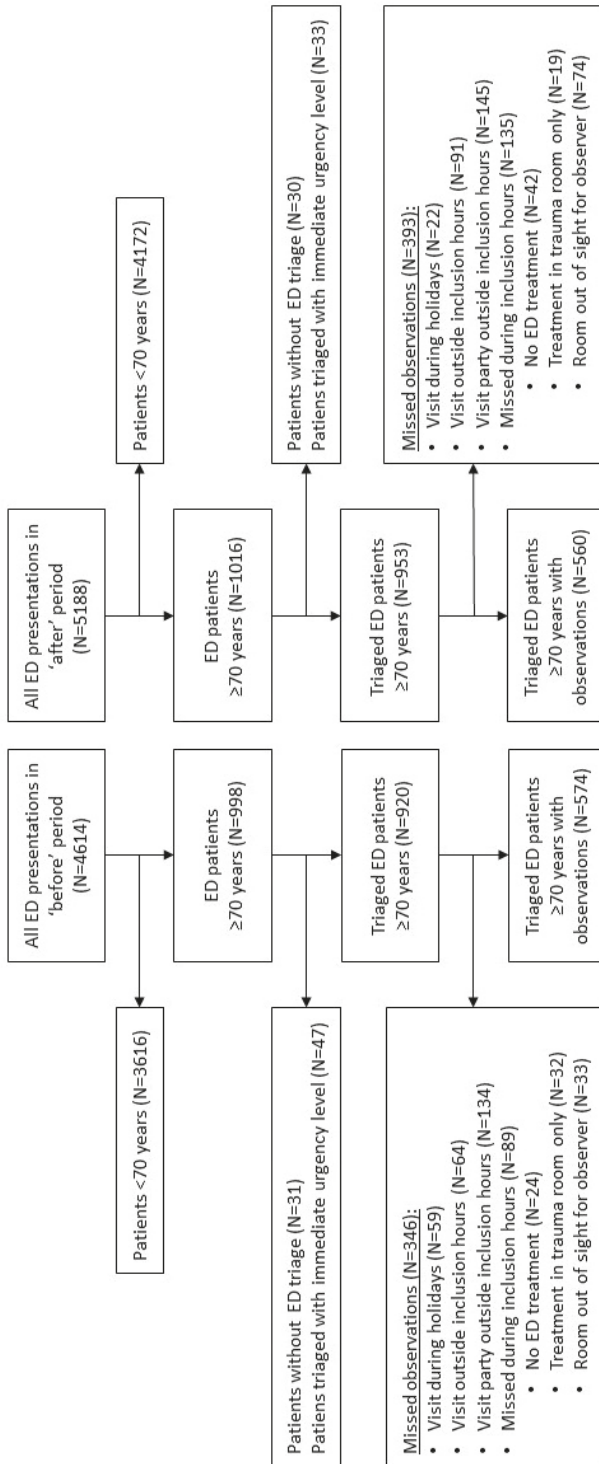 All ED presentations in
'before' period
(N=4614)
Patients <70 years (N=3616)
ED patients
≥70 years (N=998)
Patients without ED triage (N=31)
Patiens triaged with immediate urgency level (N=47)
Triaged ED patients
≥70 years (N=920)
Missed observations (N=346):
• Visit during holidays (N=59)
• Visit outside inclusion hours (N=64)
• Visit party outside inclusion hours (N=134)
• Missed during inclusion hours (N=89)
• No ED treatment (N=24)
• Treatment in trauma room only (N=32)
• Room out of sight for observer (N=33)
Triaged ED patients
≥70 years with
observations (N=574)
All ED presentations in
'after' period
(N=5188)
Patients <70 years (N=4172)
ED patients
≥70 years (N=1016)
Patients without ED triage (N=30)
Patiens triaged with immediate urgency level (N=33)
Triaged ED patients
≥70 years (N=953)
Missed observations (N=393):
• Visit during holidays (N=22)
• Visit outside inclusion hours (N=91)
• Visit party outside inclusion hours (N=145)
• Missed during inclusion hours (N=135)
• No ED treatment (N=42)
• Treatment in trauma room only (N=19)
• Room out of sight for observer (N=74)
Triaged ED patients
≥70 years with
observations (N=560)